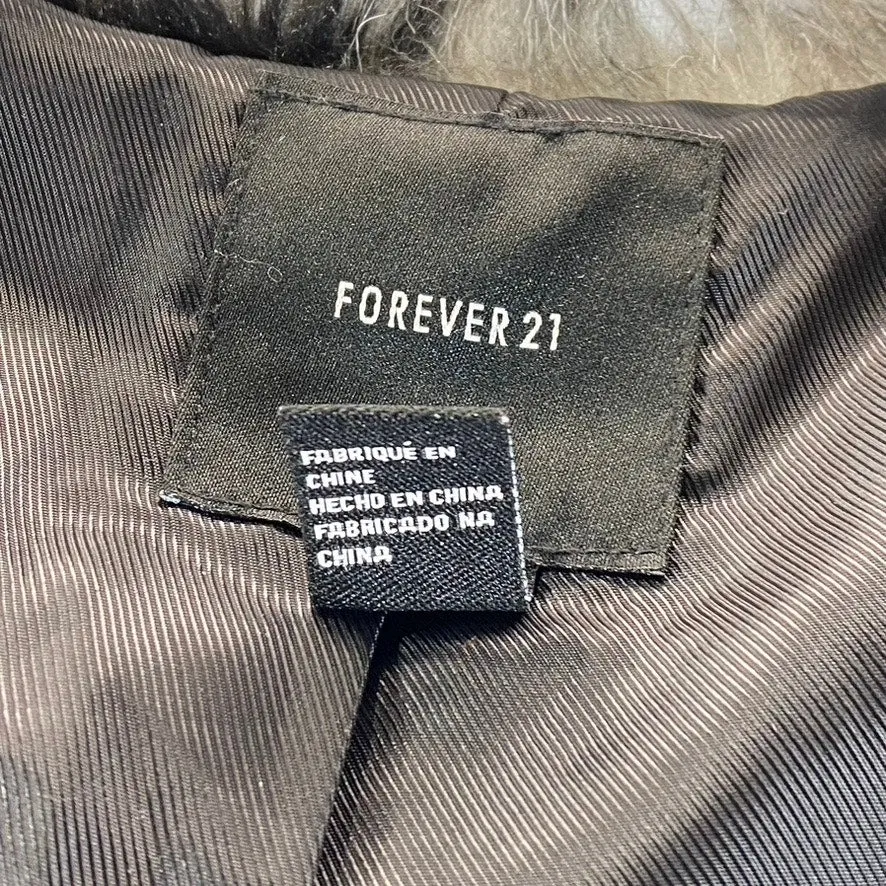 FOREVER 21
FABRIQUÉ EN
CHINE
HECHO EN CHINA
FABRICADO NA
CHINA